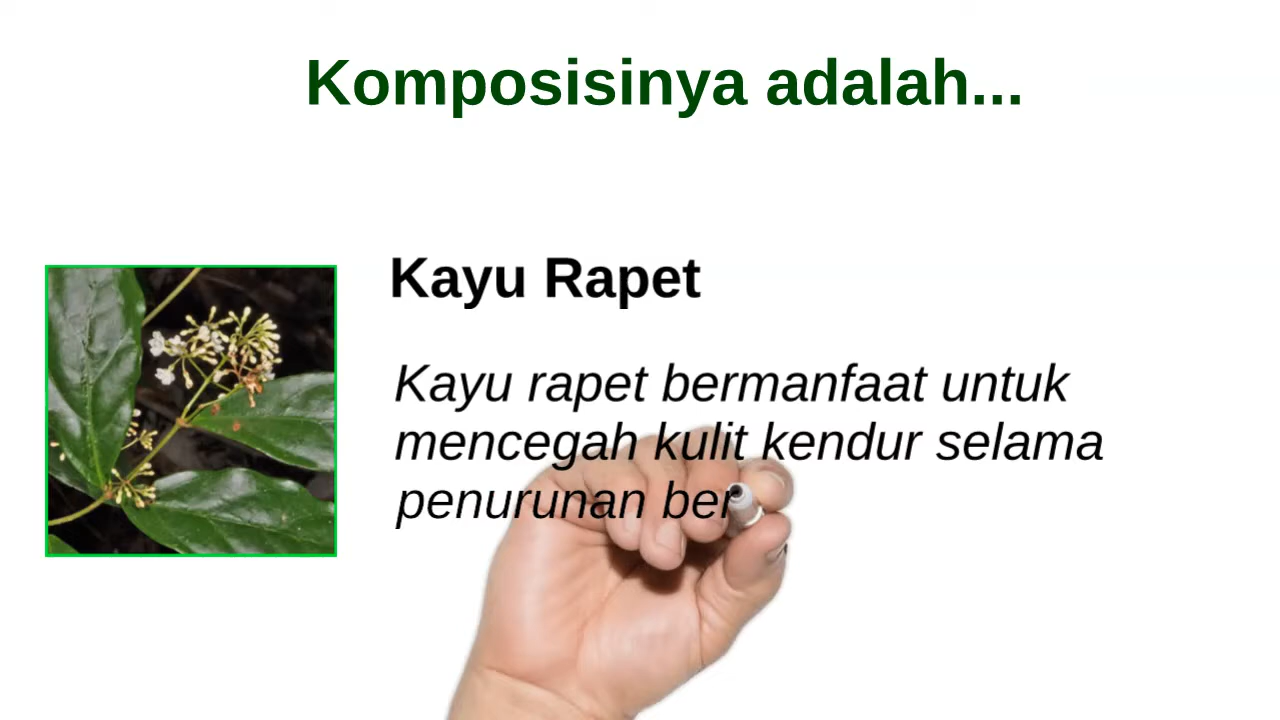 Komposisinya adalah...
Kayu Rapet
Kayu rapet bermanfaat untuk
mencegah kulit kendur selama
penurunan ber